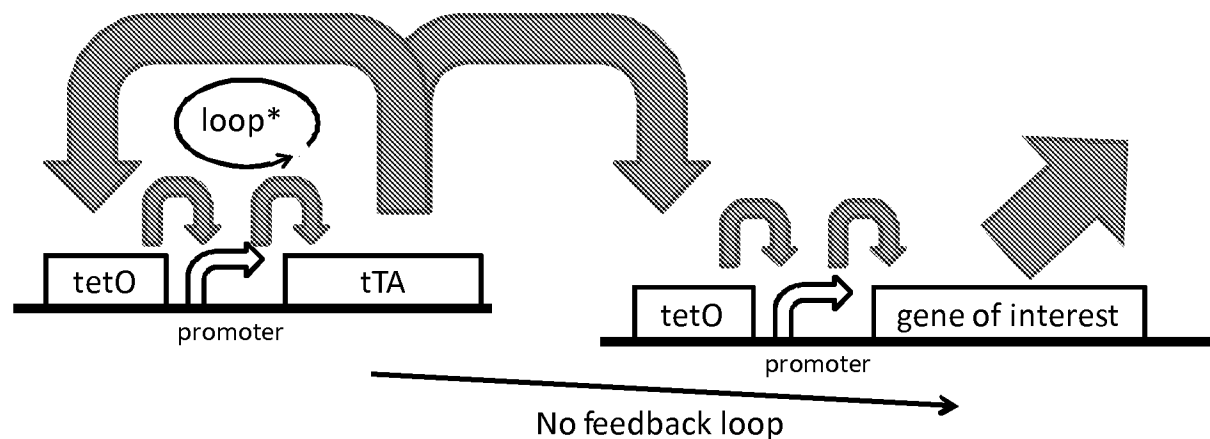 loop*
tetO
tTA
promoter
tetO
gene of interest
promoter
No feedback loop